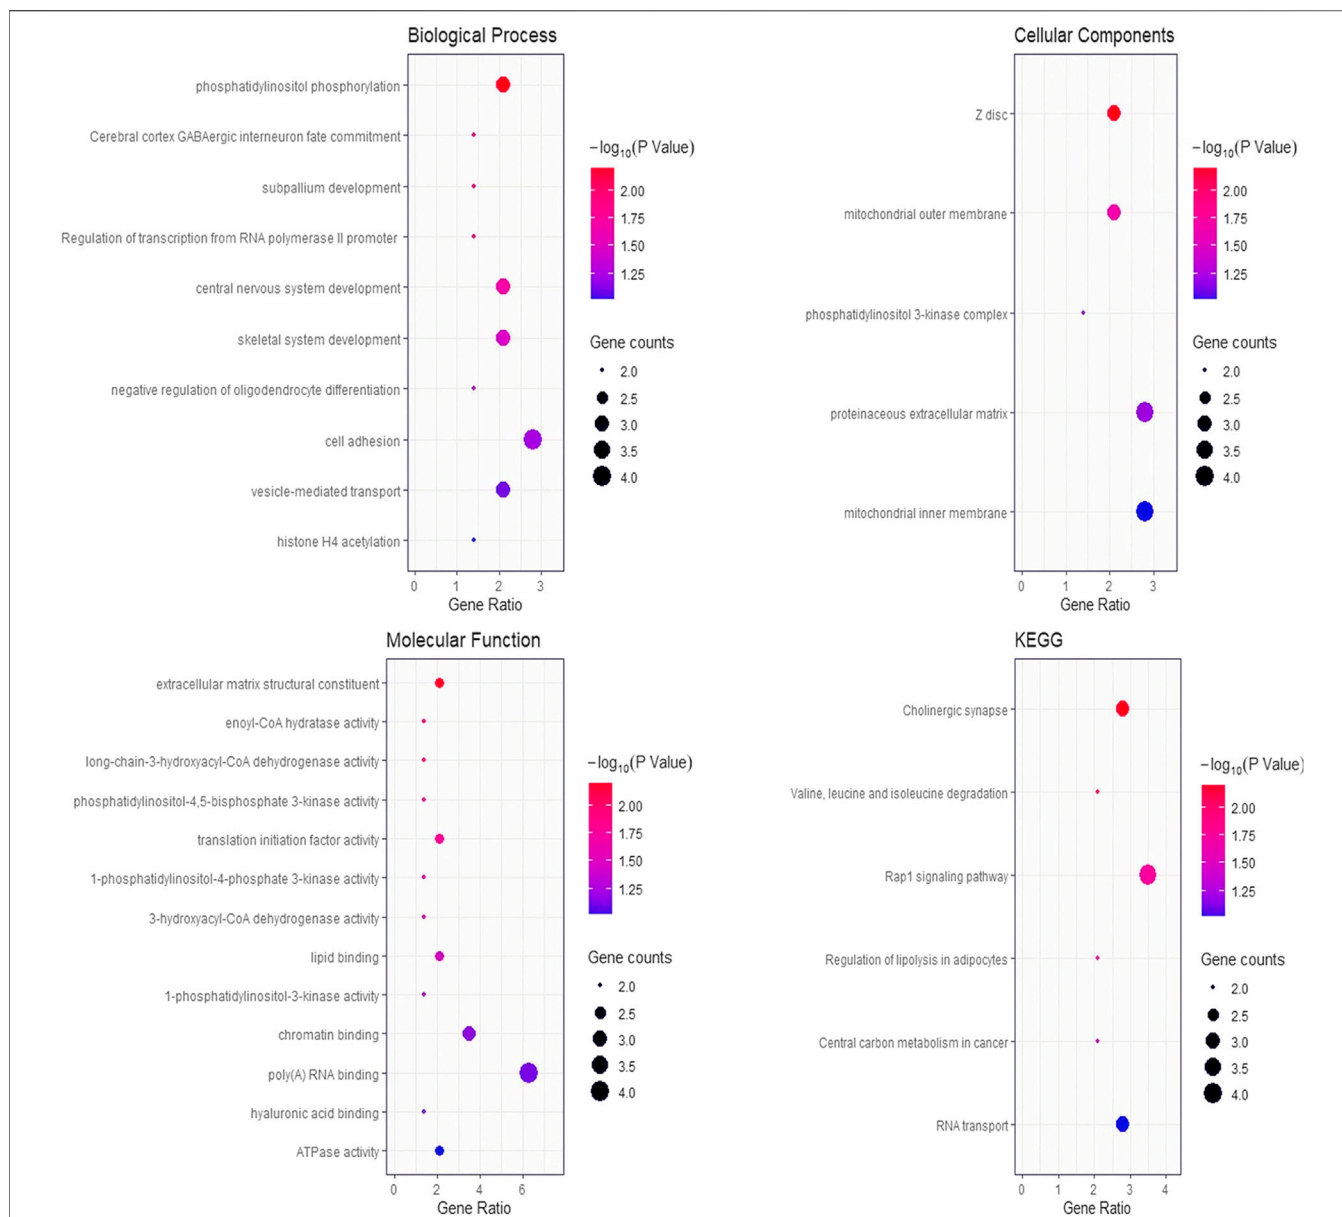 Biological Process
phosphatidylinositol phosphorylation
Cerebral cortex GABAergic interneuron fate commitment
subpallium development
Regulation of transcription from RNA polymerase II promoter
central nervous system development
skeletal system development
negative regulation of oligodendrocyte differentiation
cell adhesion
vesicle-mediated transport
histone H4 acetylation
0 1 2 3
Gene Ratio
−log10(P Value)
2.00
1.75
1.50
1.25
Gene counts
2.0
2.5
3.0
3.5
4.0
Cellular Components
Z disc
mitochondrial outer membrane
phosphatidylinositol 3-kinase complex
proteinaceous extracellular matrix
mitochondrial inner membrane
0 1 2 3
Gene Ratio
−log10(P Value)
2.00
1.75
1.50
1.25
Gene counts
2.0
2.5
3.0
3.5
4.0
Molecular Function
extracellular matrix structural constituent
enoyl-CoA hydratase activity
long-chain-3-hydroxyacyl-CoA dehydrogenase activity
phosphatidylinositol-4,5-bisphosphate 3-kinase activity
translation initiation factor activity
1-phosphatidylinositol-4-phosphate 3-kinase activity
3-hydroxyacyl-CoA dehydrogenase activity
lipid binding
1-phosphatidylinositol-3-kinase activity
chromatin binding
poly(A) RNA binding
hyaluronic acid binding
ATPase activity
0 2 4 6
Gene Ratio
−log10(P Value)
2.00
1.75
1.50
1.25
Gene counts
2.0
2.5
3.0
3.5
4.0
KEGG
Cholinergic synapse
Valine, leucine and isoleucine degradation
Rap1 signaling pathway
Regulation of lipolysis in adipocytes
Central carbon metabolism in cancer
RNA transport
0 1 2 3 4
Gene Ratio
−log10(P Value)
2.00
1.75
1.50
1.25
Gene counts
2.0
2.5
3.0
3.5
4.0